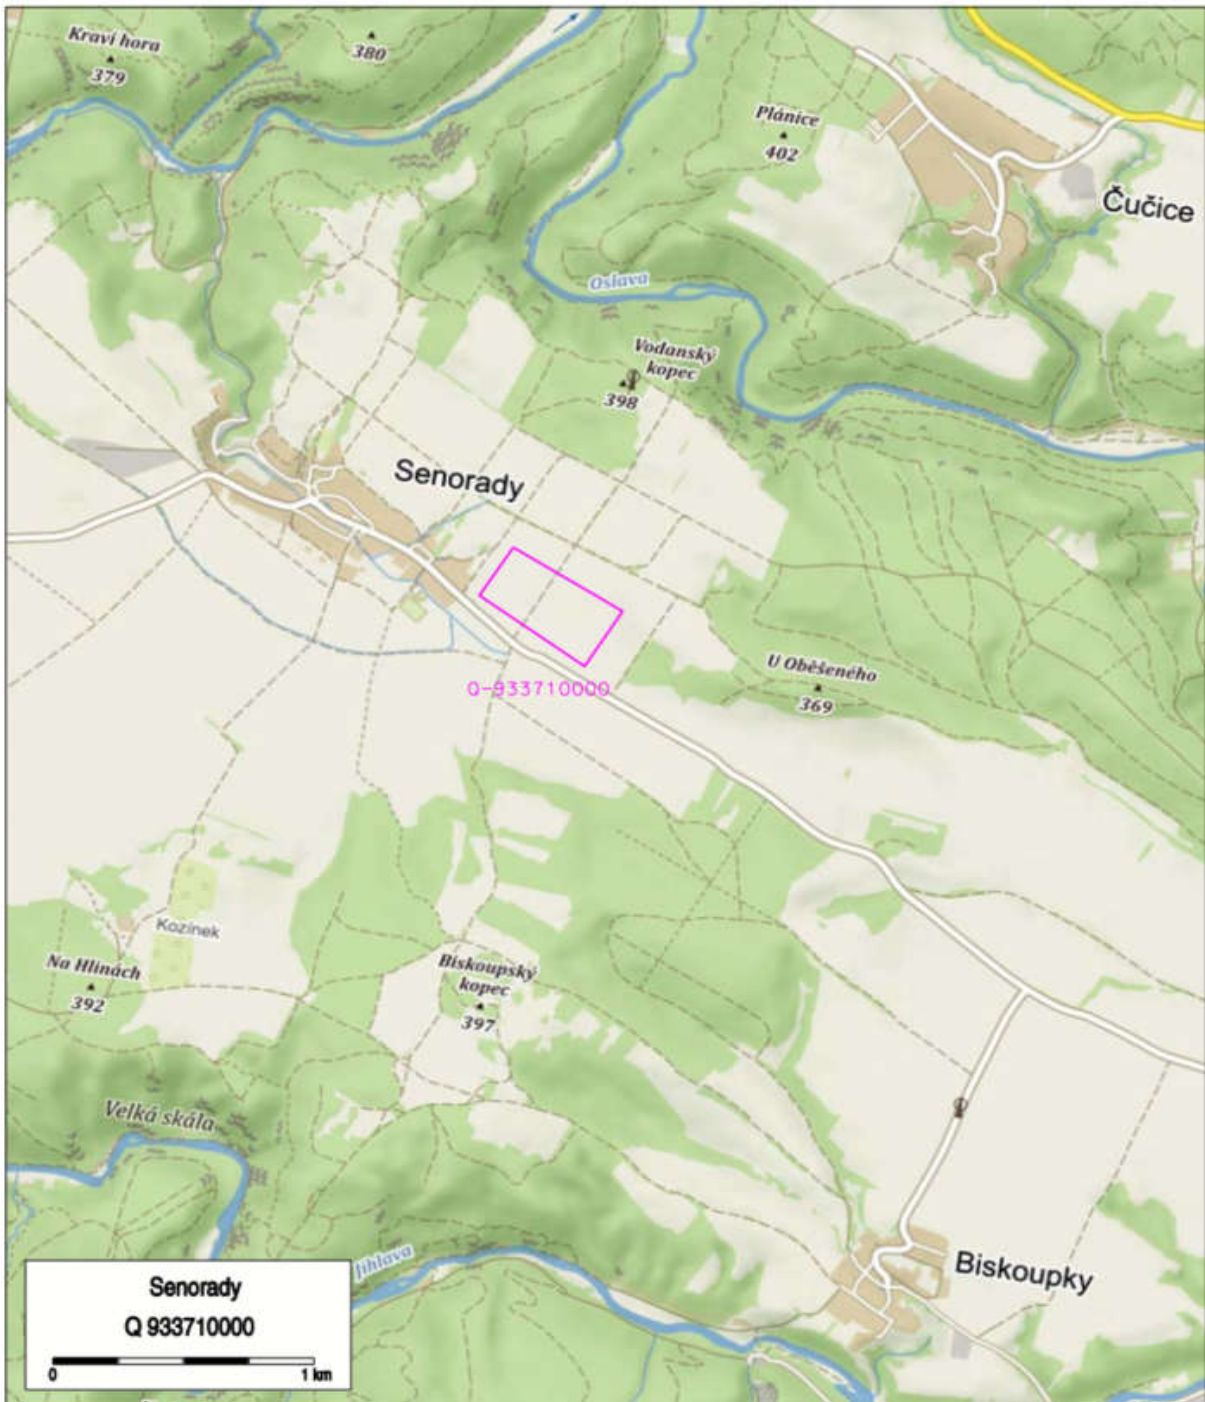 Kraví hora
379
380
Plánice
402
Čučice
Oslava
Vodanský
kopec
398
Senorady
Q-933710000
U Oběšeného
369
Kozínek
Na Hlinách
392
Biskoupský
kopec
397
Velká skála
Jihlava
Biskoupky
Senorady
Q 933710000
0 1 km